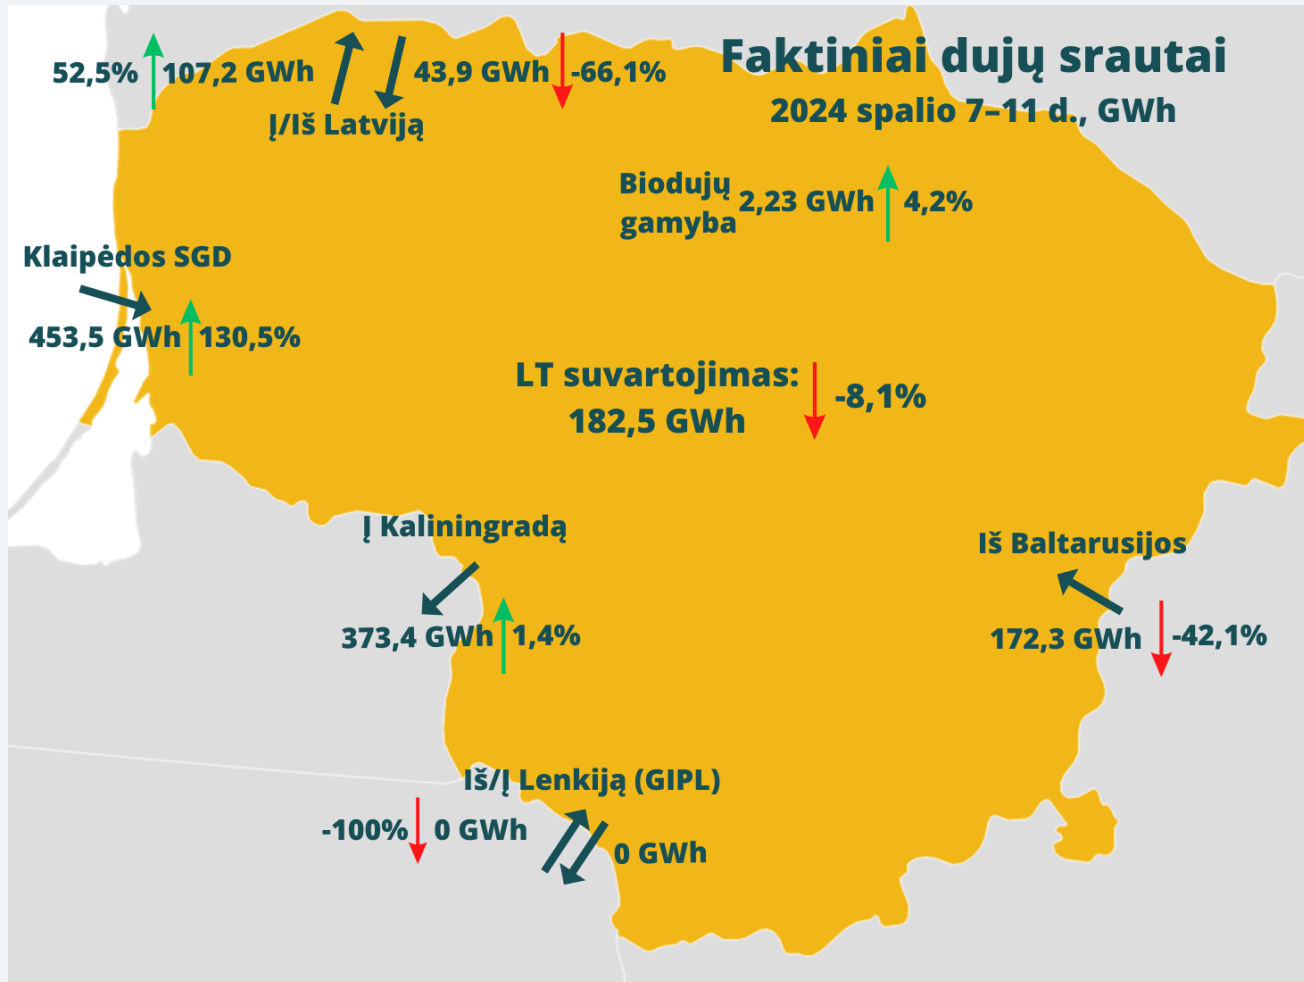 Faktiniai dujų srautai
2024 spalio 7–11 d., GWh
52,5% 107,2 GWh
43,9 GWh -66,1%
Į/Iš Latviją
Biodujų
gamyba
2,23 GWh 4,2%
Klaipėdos SGD
453,5 GWh 130,5%
LT suvartojimas:
182,5 GWh
-8,1%
Į Kaliningradą
373,4 GWh 1,4%
Iš Baltarusijos
172,3 GWh -42,1%
Iš/Į Lenkiją (GIPL)
-100% 0 GWh
0 GWh